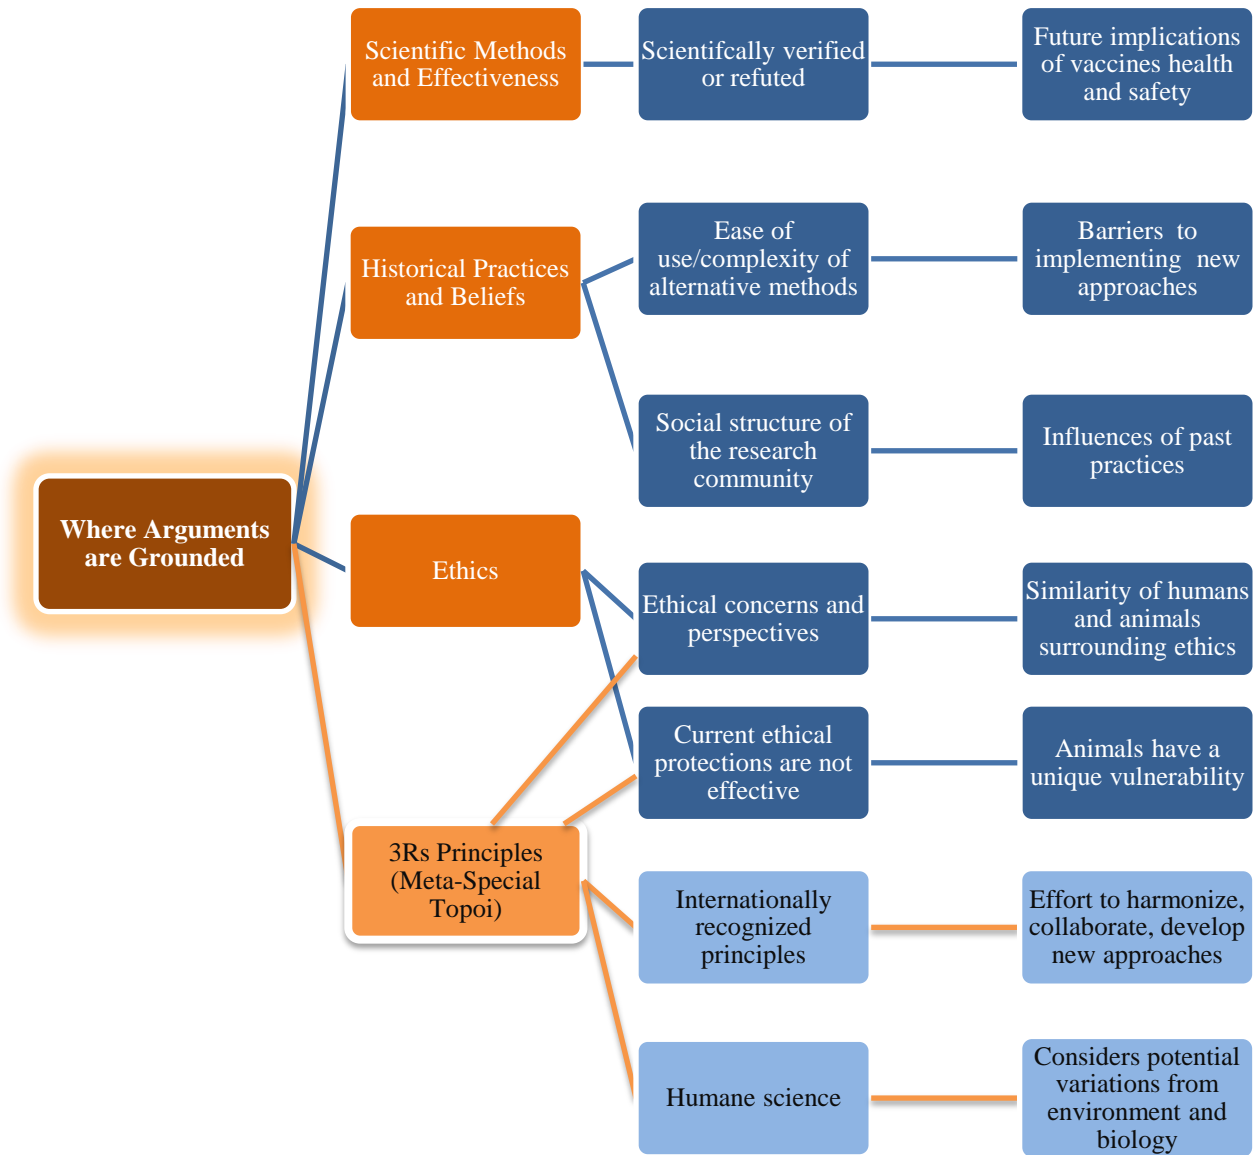 Scientific Methods
and Effectiveness
Scientifcally verified
or refuted
Future implications
of vaccines health
and safety
Historical Practices
and Beliefs
Ease of
use/complexity of
alternative methods
Barriers to
implementing new
approaches
Social structure of
the research
community
Influences of past
practices
Where Arguments
are Grounded
Ethics
Ethical concerns and
perspectives
Similarity of humans
and animals
surrounding ethics
Current ethical
protections are not
effective
Animals have a
unique vulnerability
3Rs Principles
(Meta-Special
Topoi)
Internationally
recognized
principles
Effort to harmonize,
collaborate, develop
new approaches
Humane science
Considers potential
variations from
environment and
biology